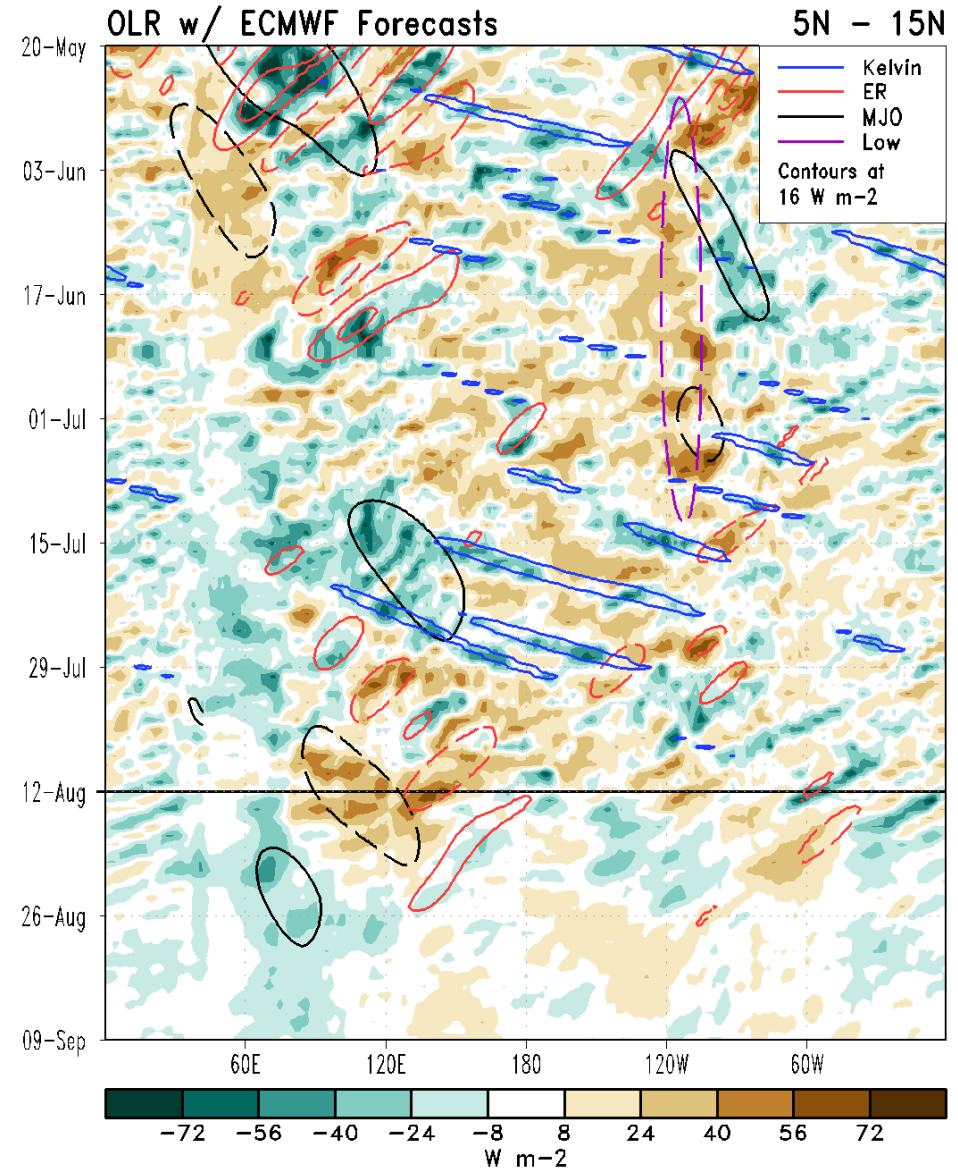 OLR w/ ECMWF Forecasts 5N – 15N
20–May
03–Jun
17–Jun
01–Jul
15–Jul
29–Jul
12–Aug
26–Aug
09–Sep
Kelvin
ER
MJO
Low
Contours at
16 W m-2
60E 120E 180 120W 60W
−72 −56 −40 −24 −8 8 24 40 56 72
W m-2